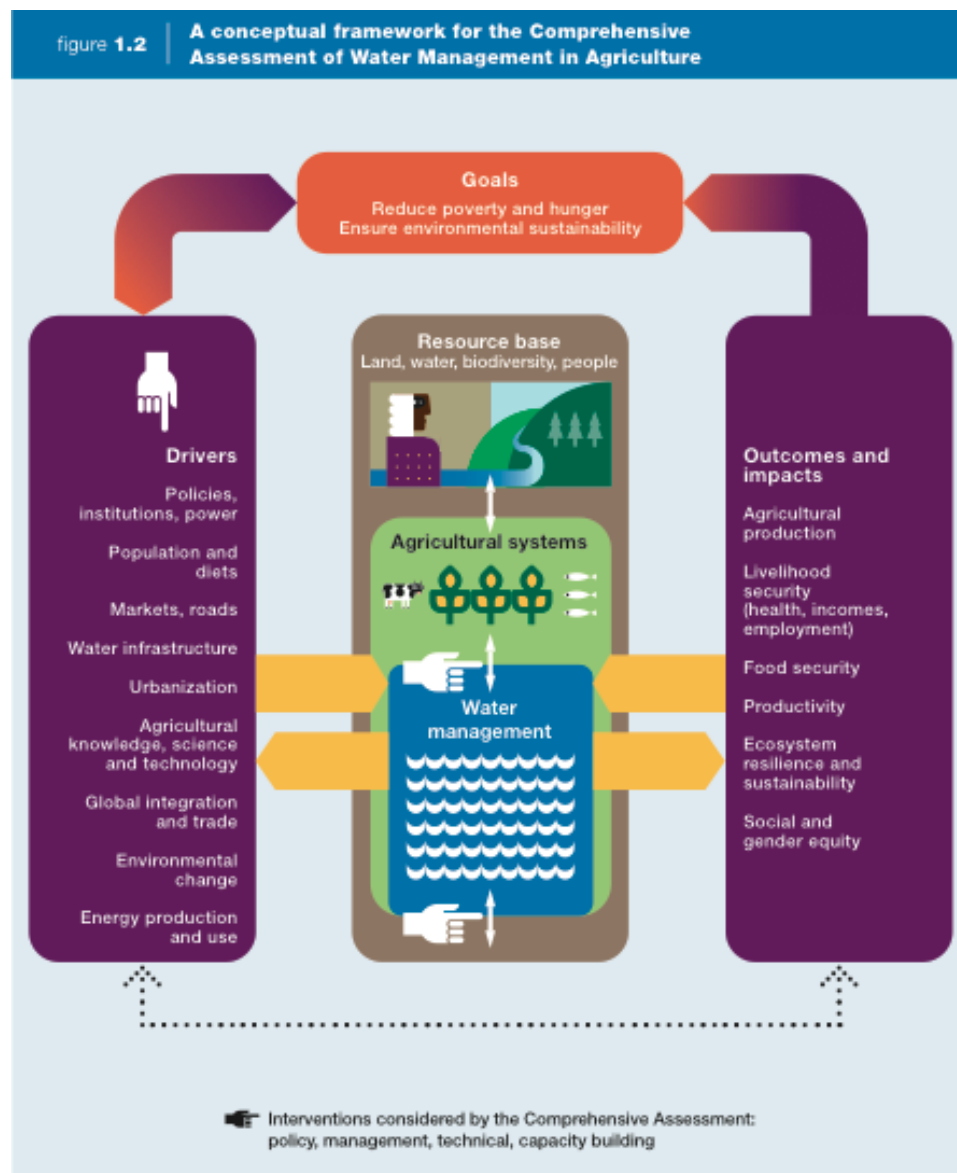 figure 1.2
A conceptual framework for the Comprehensive
Assessment of Water Management in Agriculture
Goals
Reduce poverty and hunger
Ensure environmental sustainability
Drivers
Policies,
institutions, power
Population and
diets
Markets, roads
Water infrastructure
Urbanization
Agricultural
knowledge, science
and technology
Global integration
and trade
Environmental
change
Energy production
and use
Resource base
Land, water, biodiversity, people
Agricultural systems
Water
management
Outcomes and
impacts
Agricultural
production
Livelihood
security
(health, incomes,
employment)
Food security
Productivity
Ecosystem
resilience and
sustainability
Social and
gender equity
Interventions considered by the Comprehensive Assessment:
policy, management, technical, capacity building